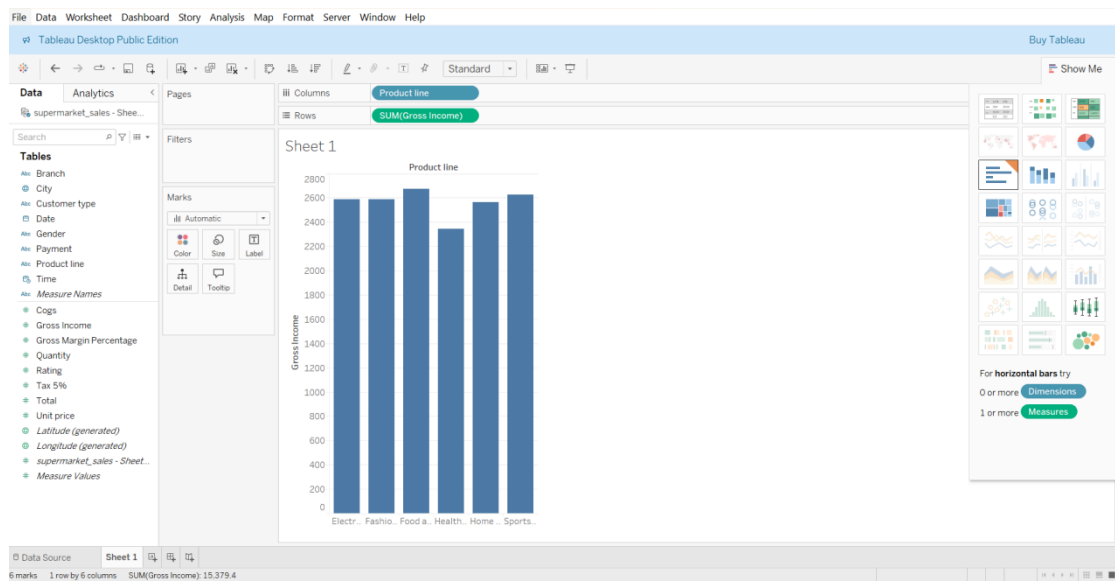 File Data Worksheet Dashboard Story Analysis Map Format Server Window Help
Tableau Desktop Public Edition
Buy Tableau
Standard
Show Me
Data Analytics
supermarket_sales - Shee...
Search
Tables
Abc Branch
City
Abc Customer type
Date
Abc Gender
Abc Payment
Abc Product line
Time
Abc Measure Names
# Cogs
# Gross Income
# Gross Margin Percentage
# Quantity
# Rating
# Tax 5%
# Total
# Unit price
Latitude (generated)
Longitude (generated)
# supermarket_sales - Sheet...
# Measure Values
Pages
Filters
Marks
Automatic
Color Size Label
Detail Tooltip
Columns Product line
Rows SUM(Gross Income)
Sheet 1
Product line
2800
2600
2400
2200
2000
1800
1600
1400
1200
1000
800
600
400
200
0
Gross Income
Electr.. Fashio.. Food a.. Health.. Home .. Sports..
For horizontal bars try
0 or more Dimensions
1 or more Measures
Data Source Sheet 1
6 marks 1 row by 6 columns SUM(Gross Income): 15,379.4